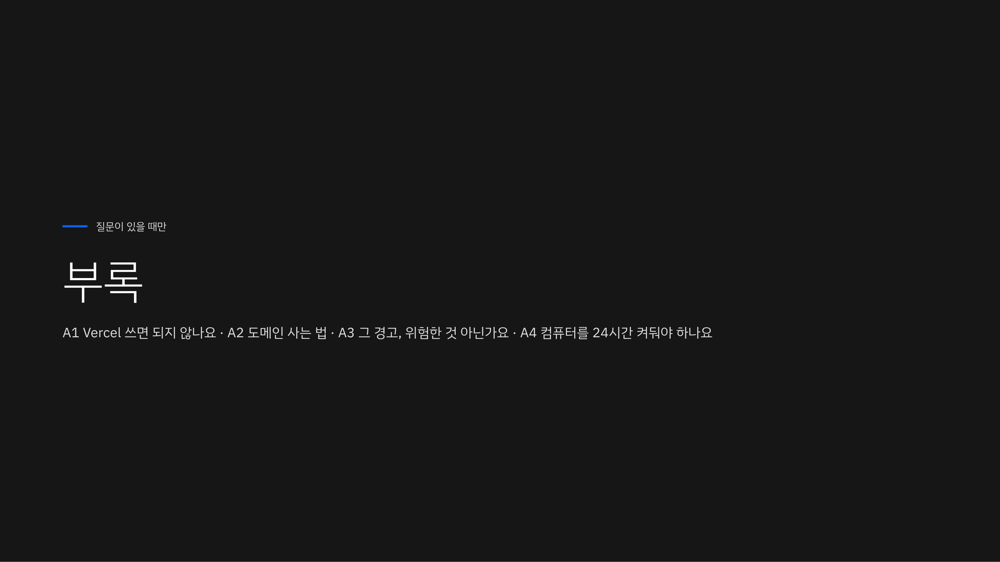 질문이 있을 때만
부록
A1 Vercel 쓰면 되지 않나요 · A2 도메인 사는 법 · A3 그 경고, 위험한 것 아닌가요 · A4 컴퓨터를 24시간 켜둬야 하나요